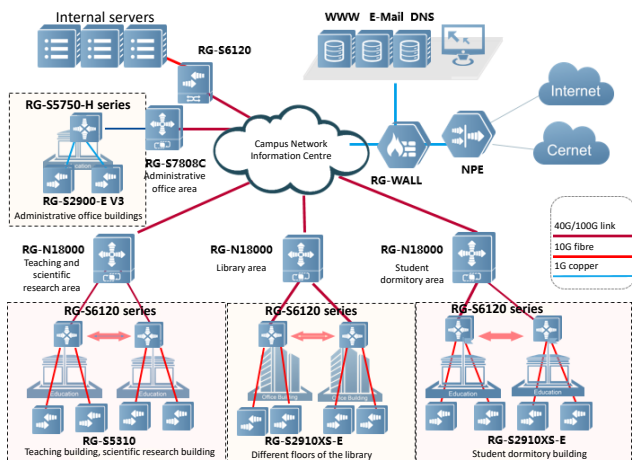 Internal servers
WWW E-Mail DNS
RG-S6120
Internet
RG-S5750-H series
Campus Network
Information Centre
Cernet
RG-S7808C
Administrative
office area
RG-WALL
NPE
ucation
RG-S2900-E V3
Administrative office buildings
40G/100G link
10G fibre
1G copper
RG-N18000
Teaching and
scientific
research area
RG-N18000
Library area
RG-N18000
Student
dormitory area
RG-S6120 series
RG-S6120 series
RG-S6120 series
Education
Education
Office Building
Office Building
Education
Education
RG-S5310
Teaching building, scientific research building
RG-S2910XS-E
Different floors of the library
RG-S2910XS-E
Student dormitory building